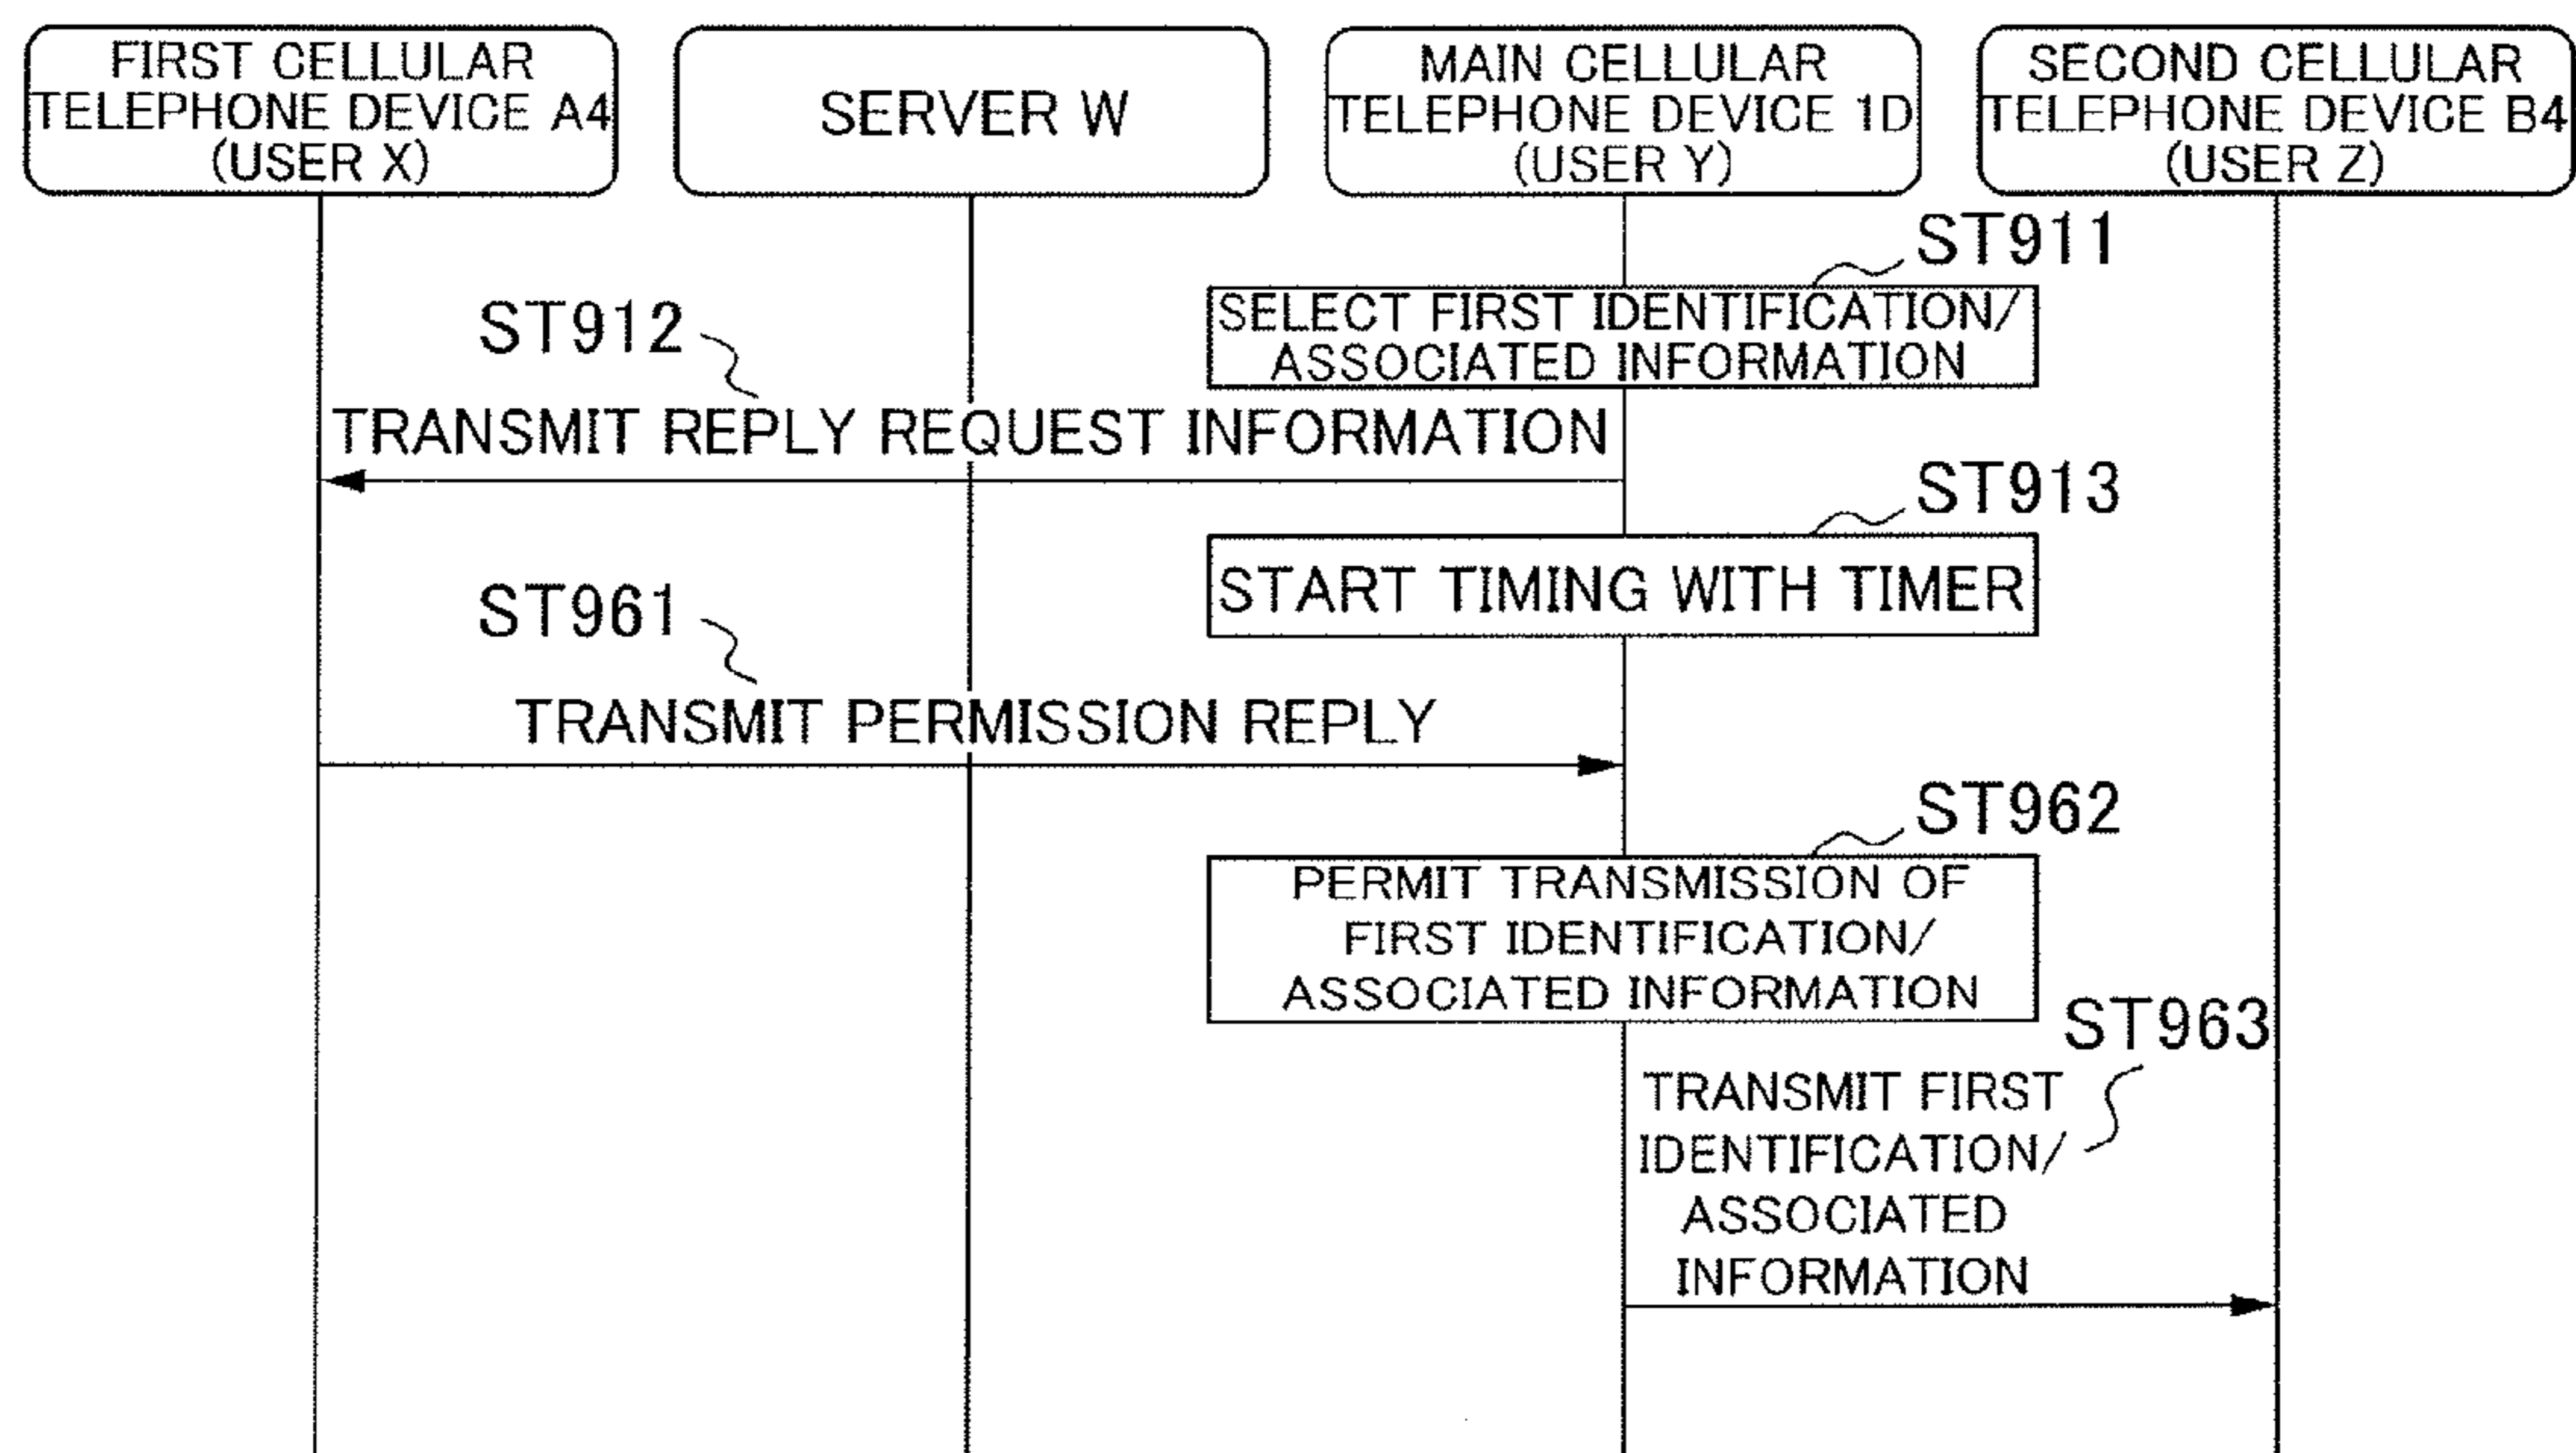 FIRST CELLULAR
TELEPHONE DEVICE A4
(USER X)
SERVER W
MAIN CELLULAR
TELEPHONE DEVICE 1D
(USER Y)
SECOND CELLULAR
TELEPHONE DEVICE B4
(USER Z)
ST911
SELECT FIRST IDENTIFICATION/
ASSOCIATED INFORMATION
ST912
TRANSMIT REPLY REQUEST INFORMATION
ST913
START TIMING WITH TIMER
ST961
TRANSMIT PERMISSION REPLY
ST962
PERMIT TRANSMISSION OF
FIRST IDENTIFICATION/
ASSOCIATED INFORMATION
ST963
TRANSMIT FIRST
IDENTIFICATION/
ASSOCIATED
INFORMATION